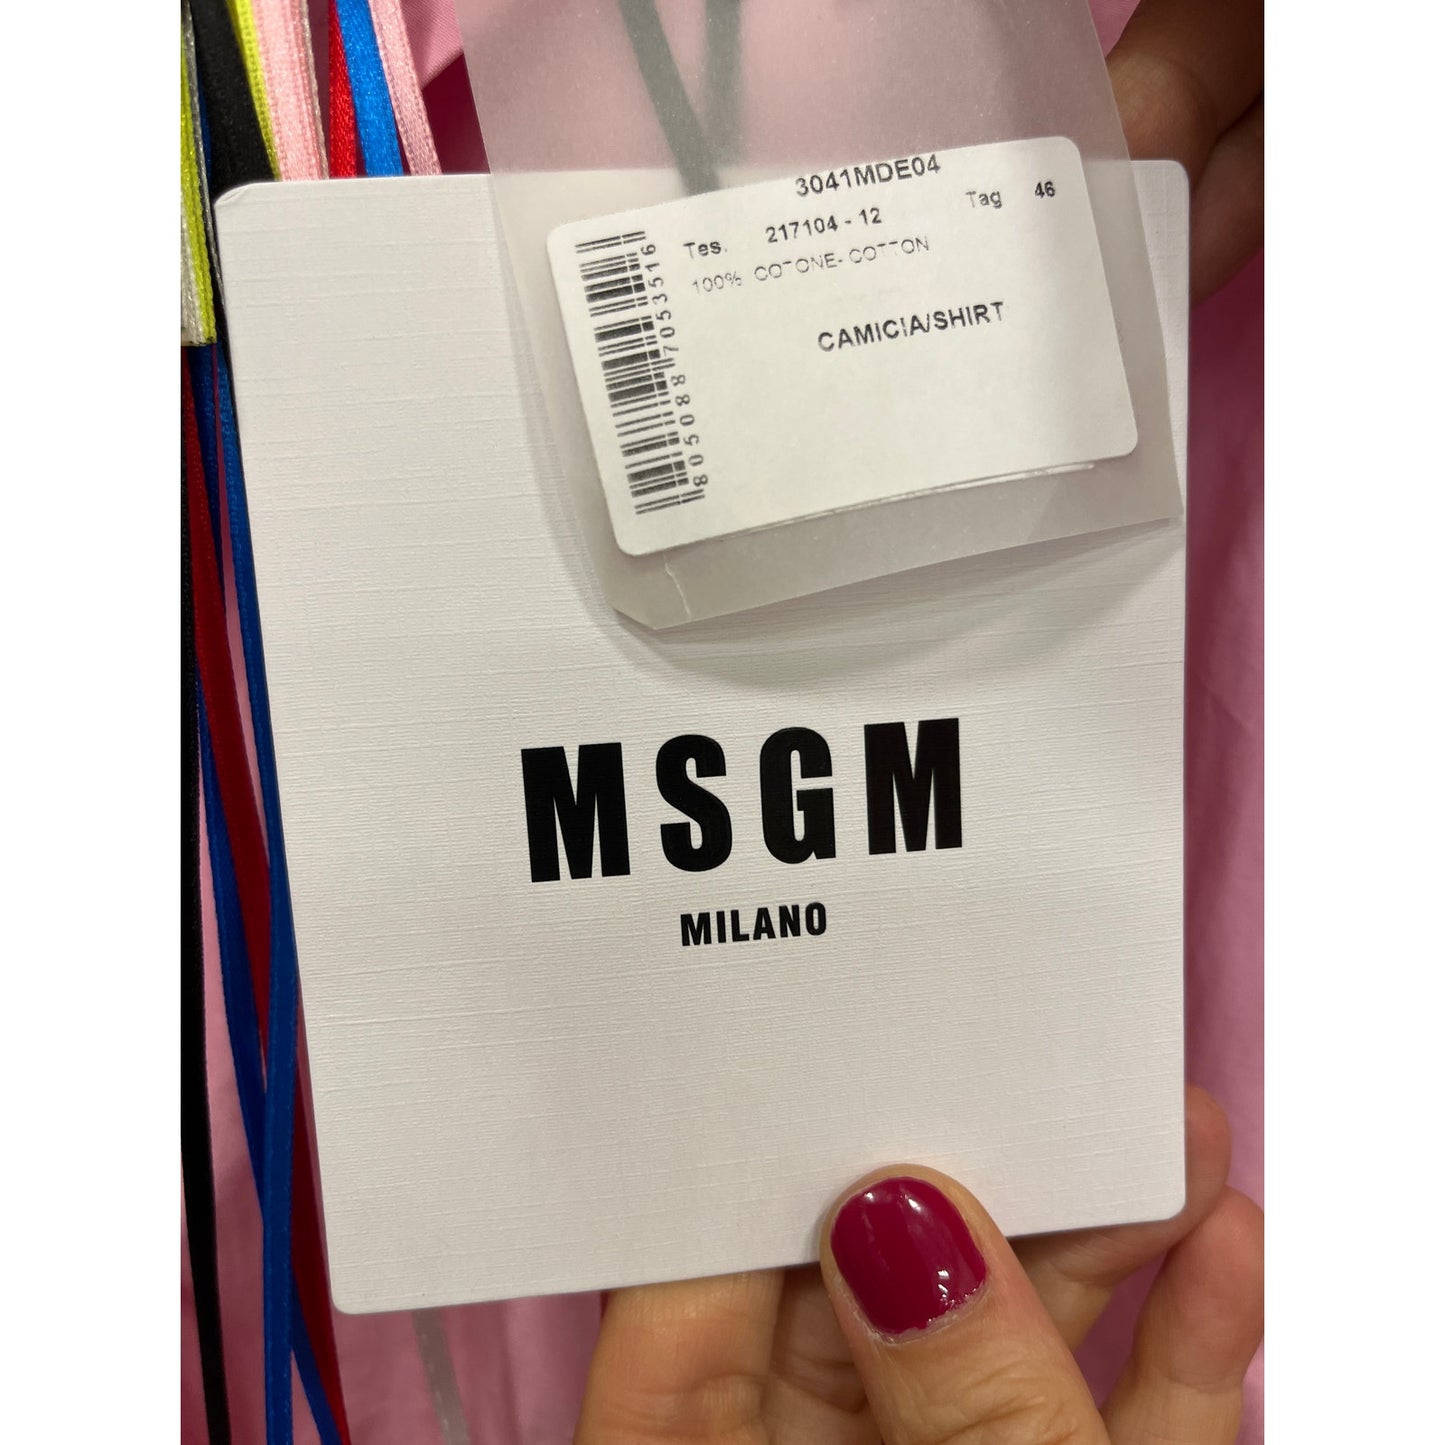 3041MDE04
Tes. 217104 - 12 Tag 46
100% COTONE- COTTON
CAMICIA/SHIRT
8050887053516
MSGM
MILANO